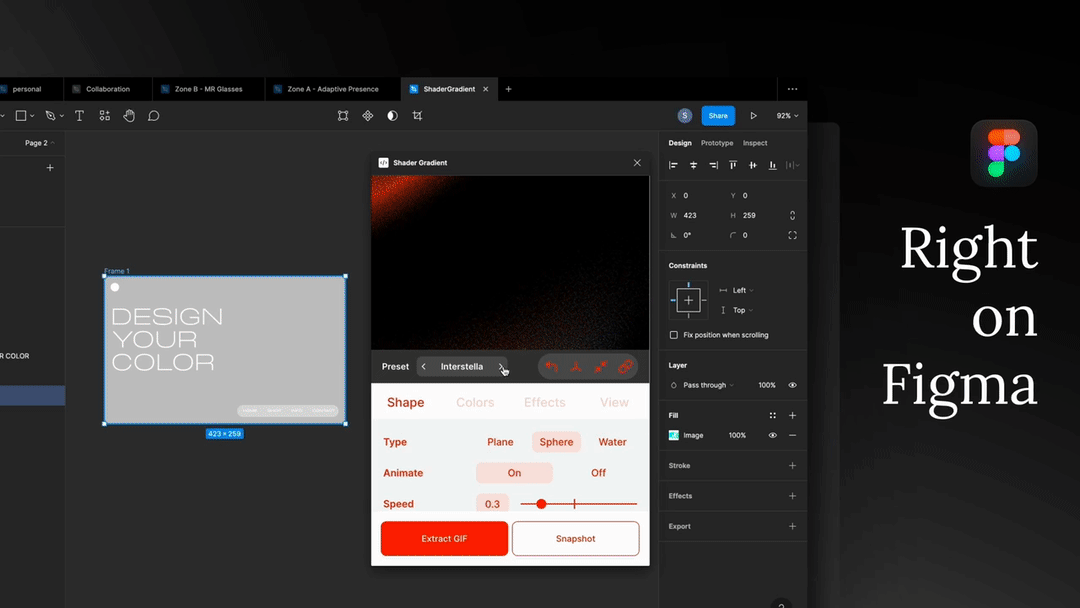 personal
Collaboration
Zone B - MR Glasses
Zone A - Adaptive Presence
ShaderGradient
S
Share
92%
Page 2
R COLOR
Frame 1
DESIGN
YOUR
COLOR
423 × 259
Shader Gradient
Preset
Interstella
Shape
Colors
Effects
View
Type
Plane
Sphere
Water
Animate
On
Off
Speed
0.3
Extract GIF
Snapshot
Design
Prototype
Inspect
X 0
Y 0
W 423
H 259
0°
0
Constraints
Left
Top
Fix position when scrolling
Layer
Pass through
100%
Fill
Image
100%
Stroke
Effects
Export
Right
on
Figma